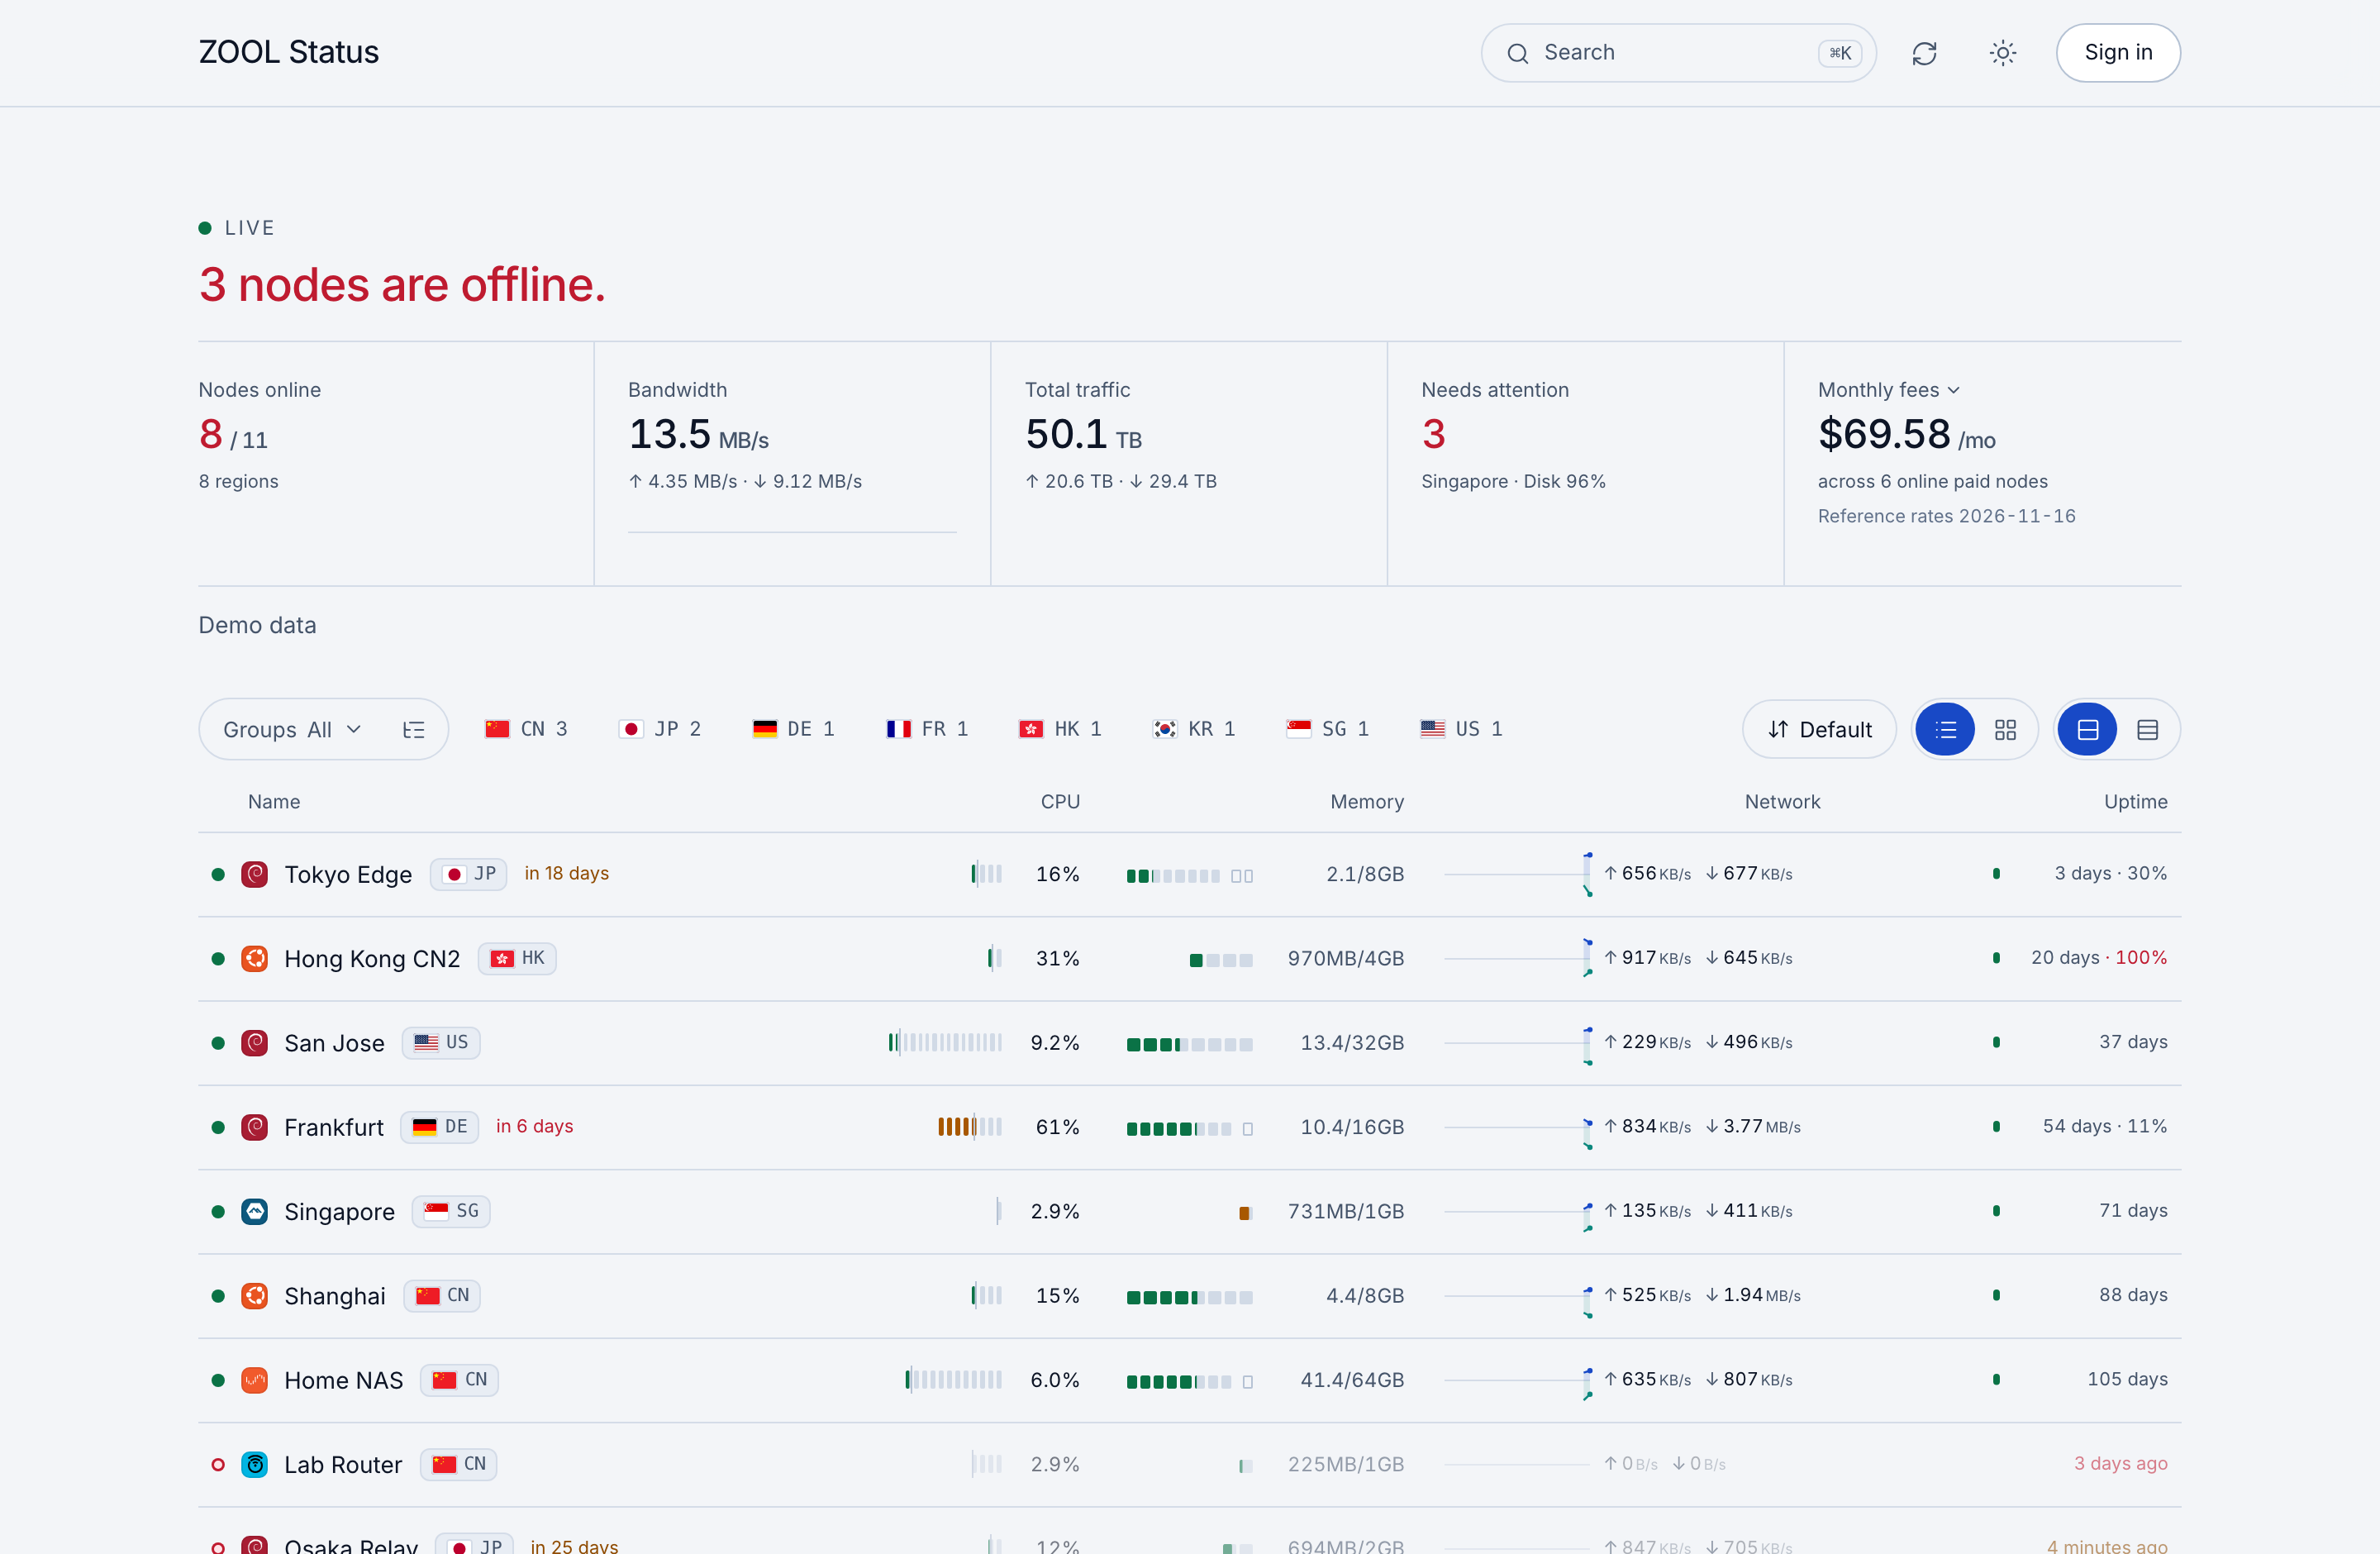 ZOOL Status
Search ⌘K Sign in
LIVE
3 nodes are offline.
Nodes online
8 / 11
8 regions
Bandwidth
13.5 MB/s
↑ 4.35 MB/s · ↓ 9.12 MB/s
Total traffic
50.1 TB
↑ 20.6 TB · ↓ 29.4 TB
Needs attention
3
Singapore · Disk 96%
Monthly fees
$69.58 /mo
across 6 online paid nodes
Reference rates 2026-11-16
Demo data
Groups All CN 3 JP 2 DE 1 FR 1 HK 1 KR 1 SG 1 US 1 Default
Name CPU Memory Network Uptime
Tokyo Edge JP in 18 days 16% 2.1/8GB ↑ 656 KB/s ↓ 677 KB/s 3 days · 30%
Hong Kong CN2 HK 31% 970MB/4GB ↑ 917 KB/s ↓ 645 KB/s 20 days · 100%
San Jose US 9.2% 13.4/32GB ↑ 229 KB/s ↓ 496 KB/s 37 days
Frankfurt DE in 6 days 61% 10.4/16GB ↑ 834 KB/s ↓ 3.77 MB/s 54 days · 11%
Singapore SG 2.9% 731MB/1GB ↑ 135 KB/s ↓ 411 KB/s 71 days
Shanghai CN 15% 4.4/8GB ↑ 525 KB/s ↓ 1.94 MB/s 88 days
Home NAS CN 6.0% 41.4/64GB ↑ 635 KB/s ↓ 807 KB/s 105 days
Lab Router CN 2.9% 225MB/1GB ↑ 0 B/s ↓ 0 B/s 3 days ago
Osaka Relay JP in 25 days 12% 694MB/2GB ↑ 847 KB/s ↓ 705 KB/s 4 minutes ago